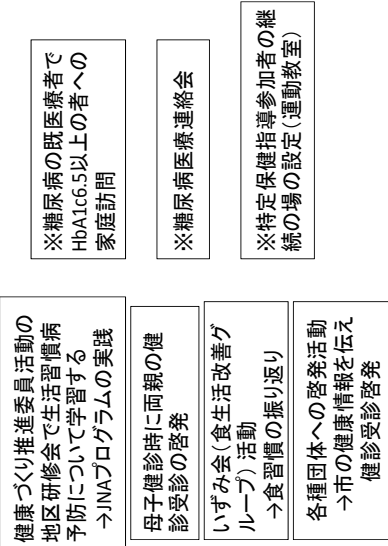 健康づくり推進委員活動の
地区研修会で生活習慣病
予防について学習する
→JNAプログラムの実践
母子健診時に両親の健
診受診の啓発
いずみ会(食生活改善グ
ループ)活動
→食習慣の振り返り
各種団体への啓発活動
→市の健康情報を伝え
健診受診啓発
※糖尿病の既医療者で
HbA1c6.5以上の者への
家庭訪問
※糖尿病医療連絡会
※特定保健指導参加者の継
続の場の設定(運動教室)